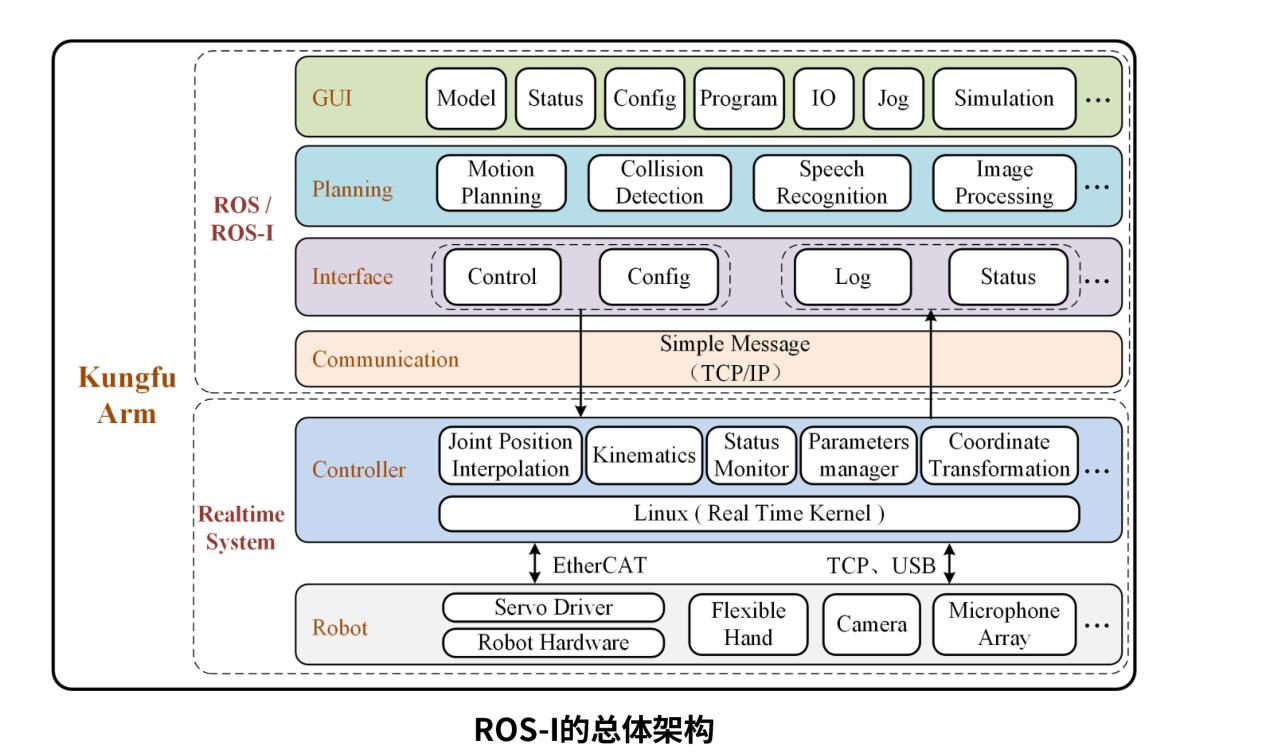 Kungfu
Arm
ROS /
ROS-I
GUI
Model
Status
Config
Program
IO
Jog
Simulation
...
Planning
Motion
Planning
Collision
Detection
Speech
Recognition
Image
Processing
...
Interface
Control
Config
Log
Status
...
Communication
Simple Message
（TCP/IP）
Realtime
System
Controller
Joint Position
Interpolation
Kinematics
Status
Monitor
Parameters
manager
Coordinate
Transformation
...
Linux ( Real Time Kernel )
EtherCAT
TCP、USB
Robot
Servo Driver
Robot Hardware
Flexible
Hand
Camera
Microphone
Array
...
ROS-I的总体架构